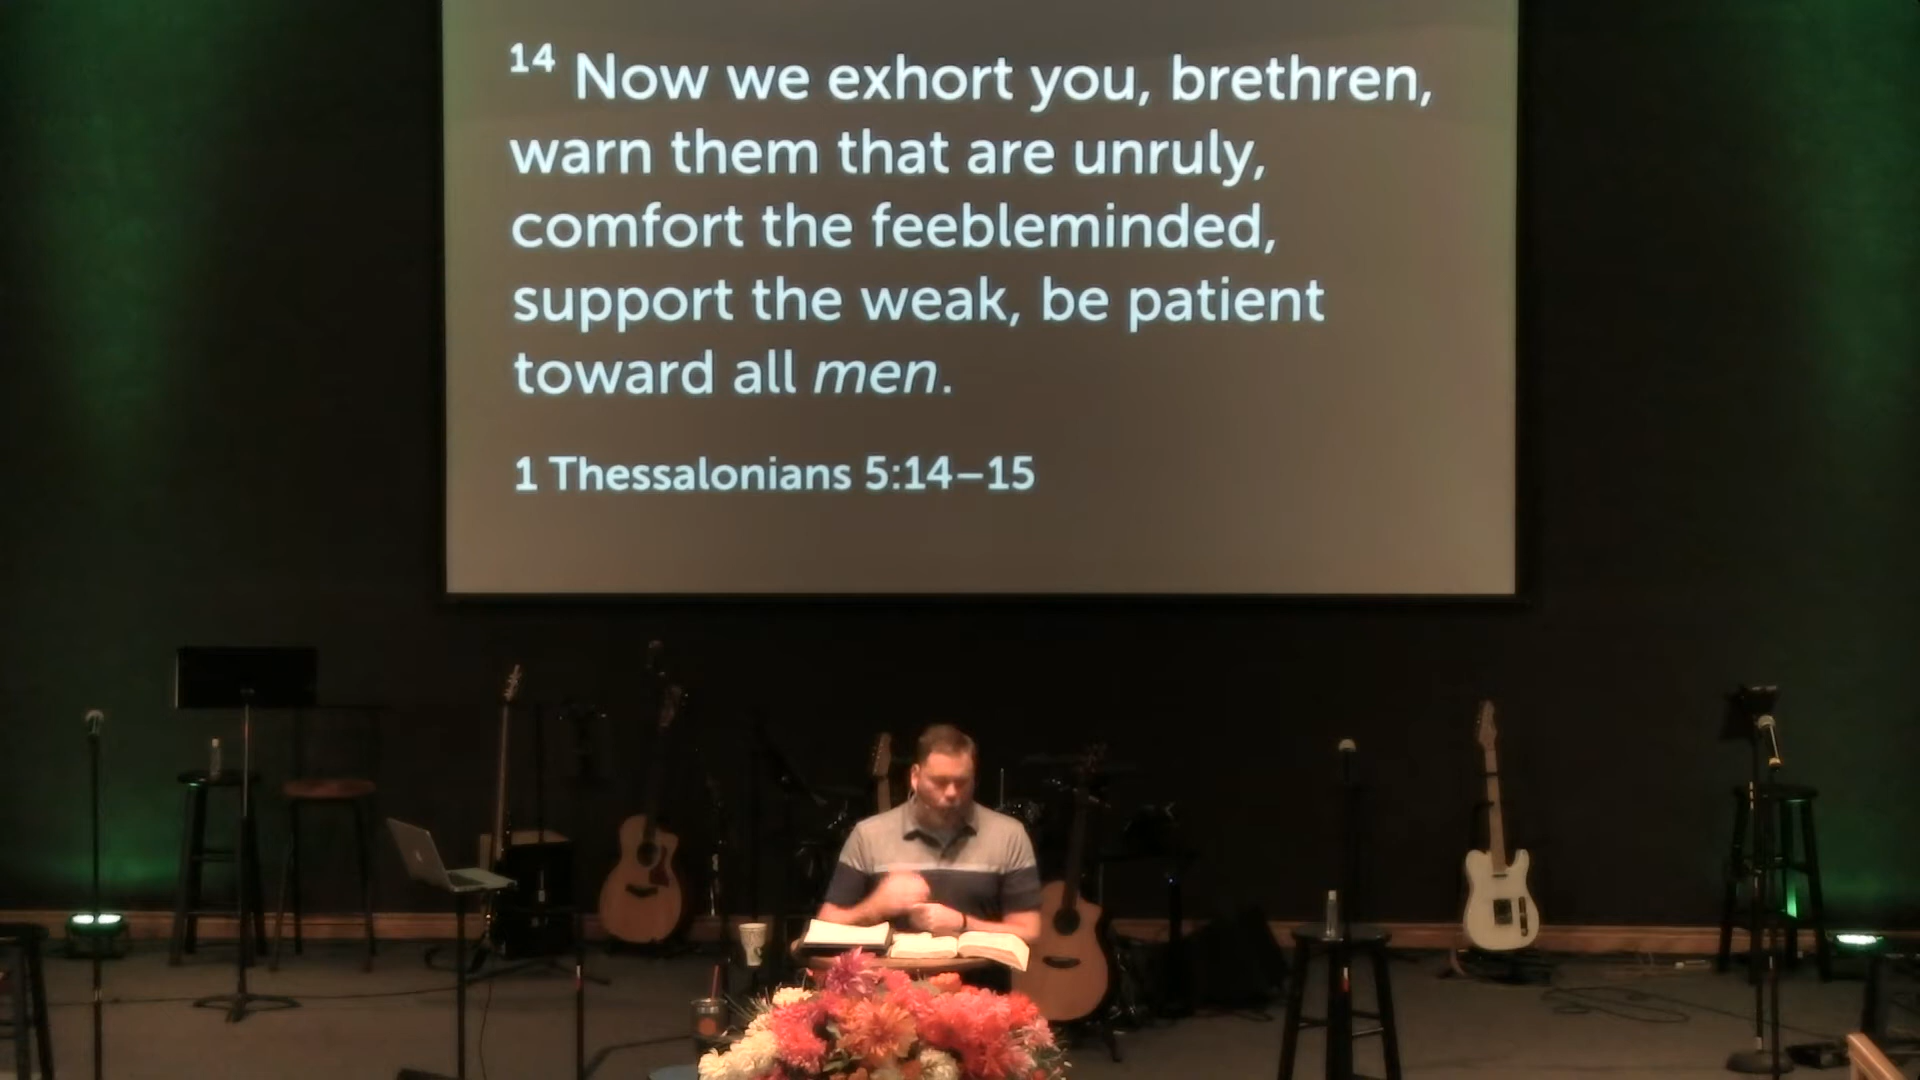 14 Now we exhort you, brethren,
warn them that are unruly,
comfort the feebleminded,
support the weak, be patient
toward all men.
1 Thessalonians 5:14–15